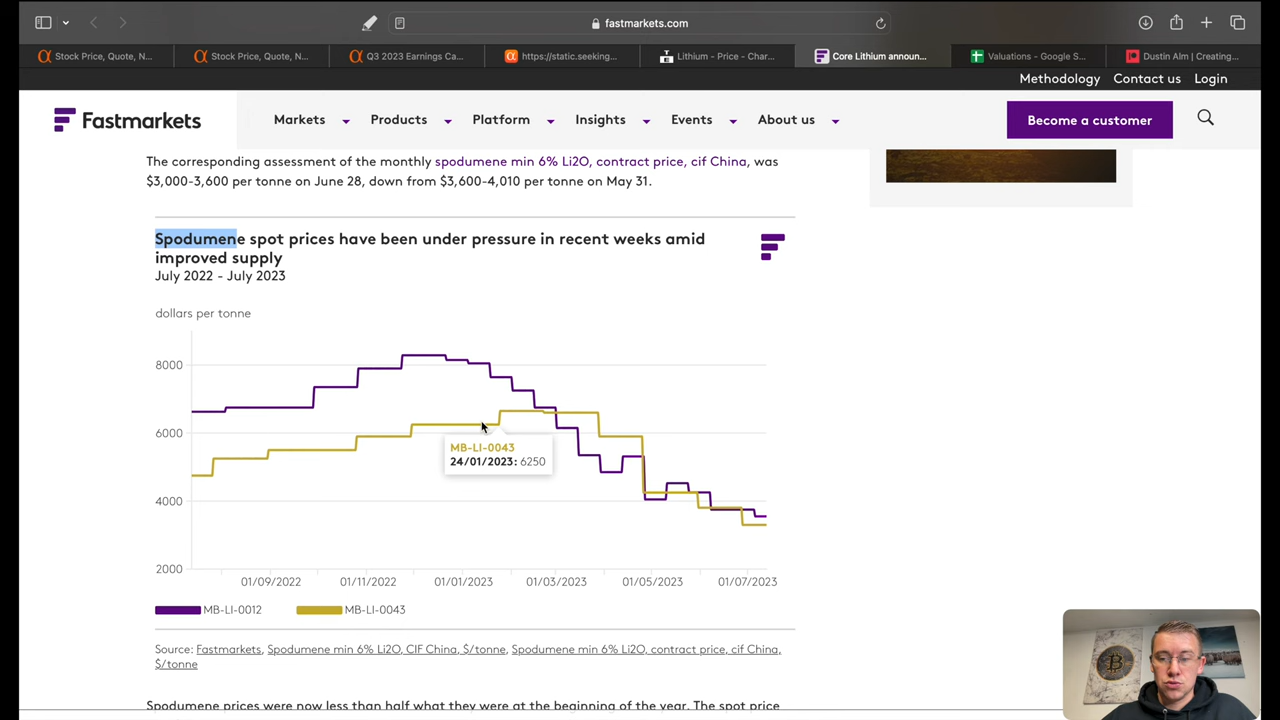 fastmarkets.com
Stock Price, Quote, N...
Stock Price, Quote, N...
Q3 2023 Earnings Ca...
https://static.seeking...
Lithium - Price - Char...
Core Lithium announ...
Valuations - Google S...
Dustin Alm | Creating...
Methodology Contact us Login
Fastmarkets
Markets Products Platform Insights Events About us
Become a customer
The corresponding assessment of the monthly spodumene min 6% Li2O, contract price, cif China, was
$3,000-3,600 per tonne on June 28, down from $3,600-4,010 per tonne on May 31.
Spodumene spot prices have been under pressure in recent weeks amid
improved supply
July 2022 - July 2023
dollars per tonne
8000
6000
4000
2000
MB-LI-0043
24/01/2023: 6250
01/09/2022 01/11/2022 01/01/2023 01/03/2023 01/05/2023 01/07/2023
MB-LI-0012 MB-LI-0043
Source: Fastmarkets, Spodumene min 6% Li2O, CIF China, $/tonne, Spodumene min 6% Li2O, contract price, cif China,
$/tonne
Spodumene prices were now less than half what they were at the beginning of the year. The spot price